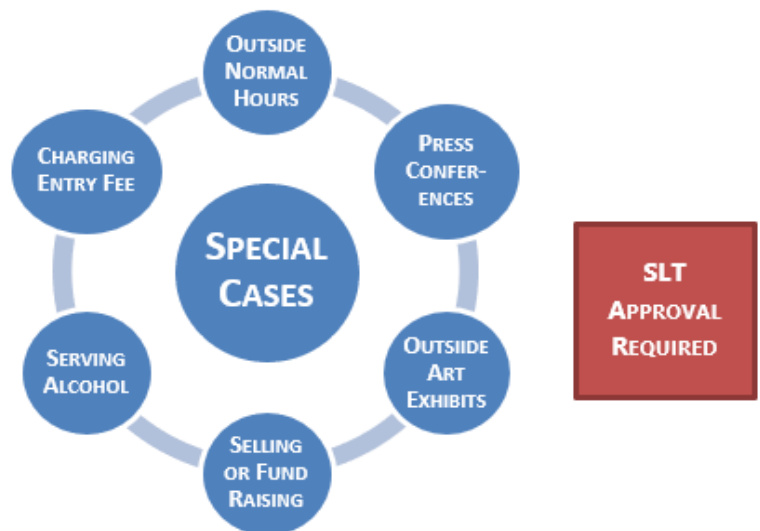 OUTSIDE
NORMAL
HOURS
PRESS
CONFER-
ENCES
OUTSIIDE
ART
EXHIBITS
SELLING
OR FUND
RAISING
SERVING
ALCOHOL
CHARGING
ENTRY FEE
SPECIAL
CASES
SLT
APPROVAL
REQUIRED